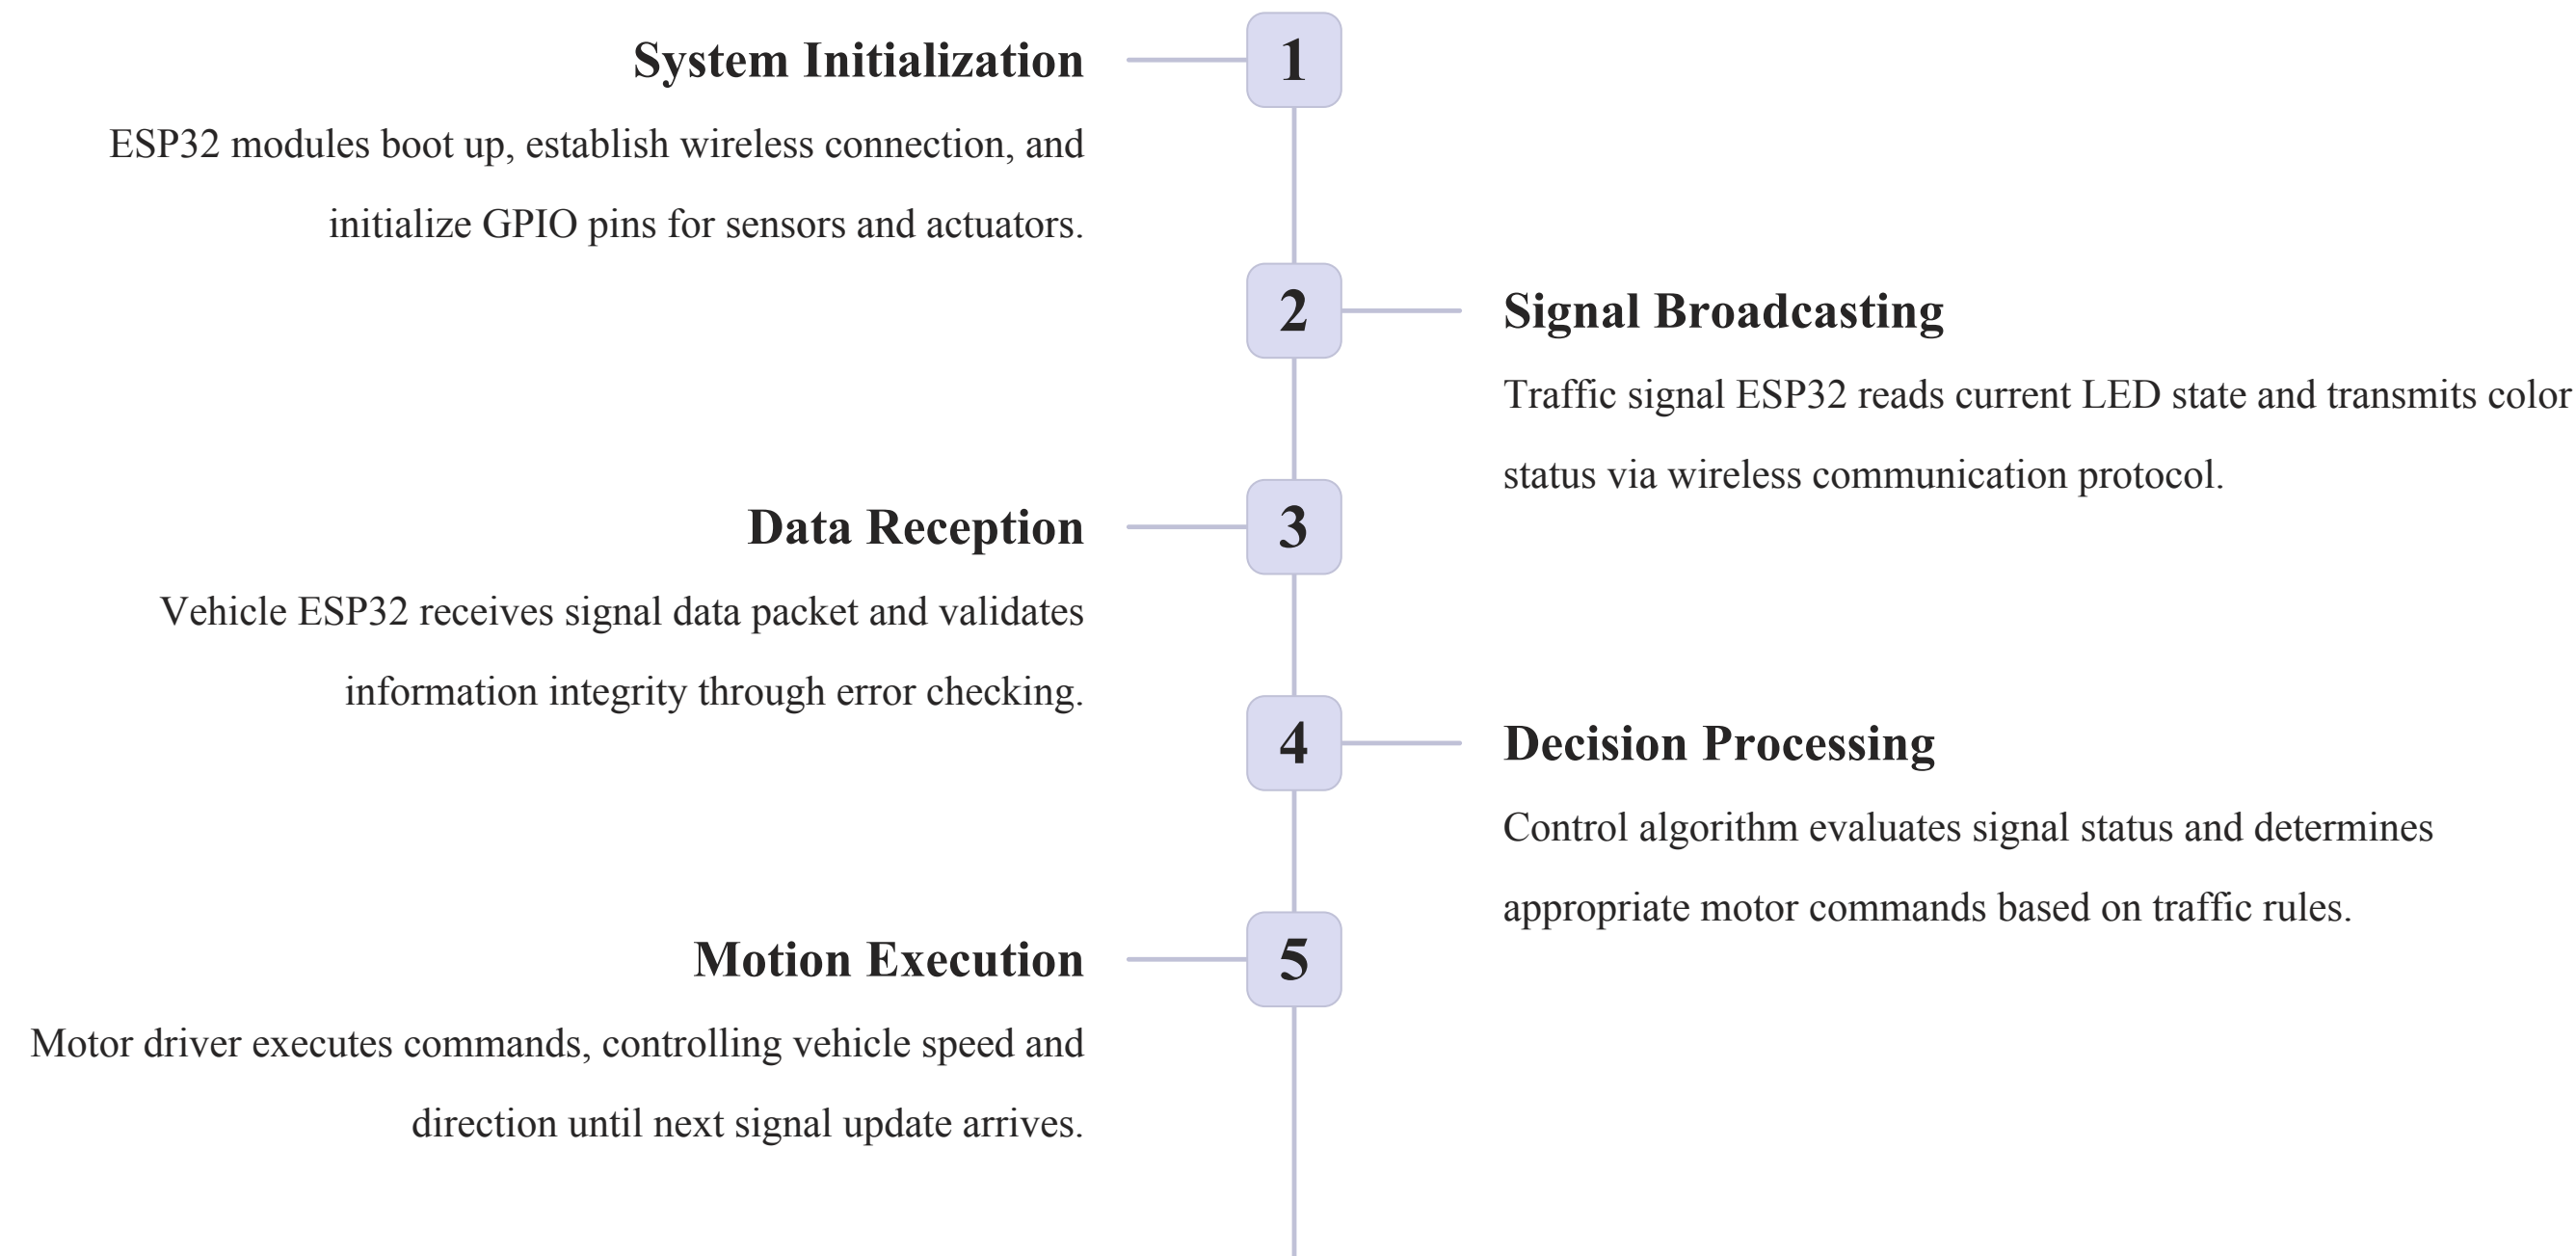 1
System Initialization
ESP32 modules boot up, establish wireless connection, and
initialize GPIO pins for sensors and actuators.
2
Signal Broadcasting
Traffic signal ESP32 reads current LED state and transmits color
status via wireless communication protocol.
3
Data Reception
Vehicle ESP32 receives signal data packet and validates
information integrity through error checking.
4
Decision Processing
Control algorithm evaluates signal status and determines
appropriate motor commands based on traffic rules.
5
Motion Execution
Motor driver executes commands, controlling vehicle speed and
direction until next signal update arrives.